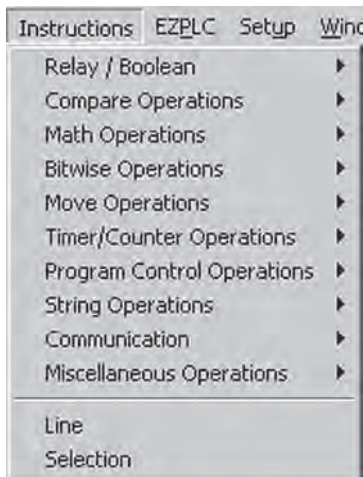 Instructions EZPLC Setup
Relay / Boolean
Compare Operations
Math Operations
Bitwise Operations
Move Operations
Timer/Counter Operations
Program Control Operations
String Operations
Communication
Miscellaneous Operations
Line
Selection